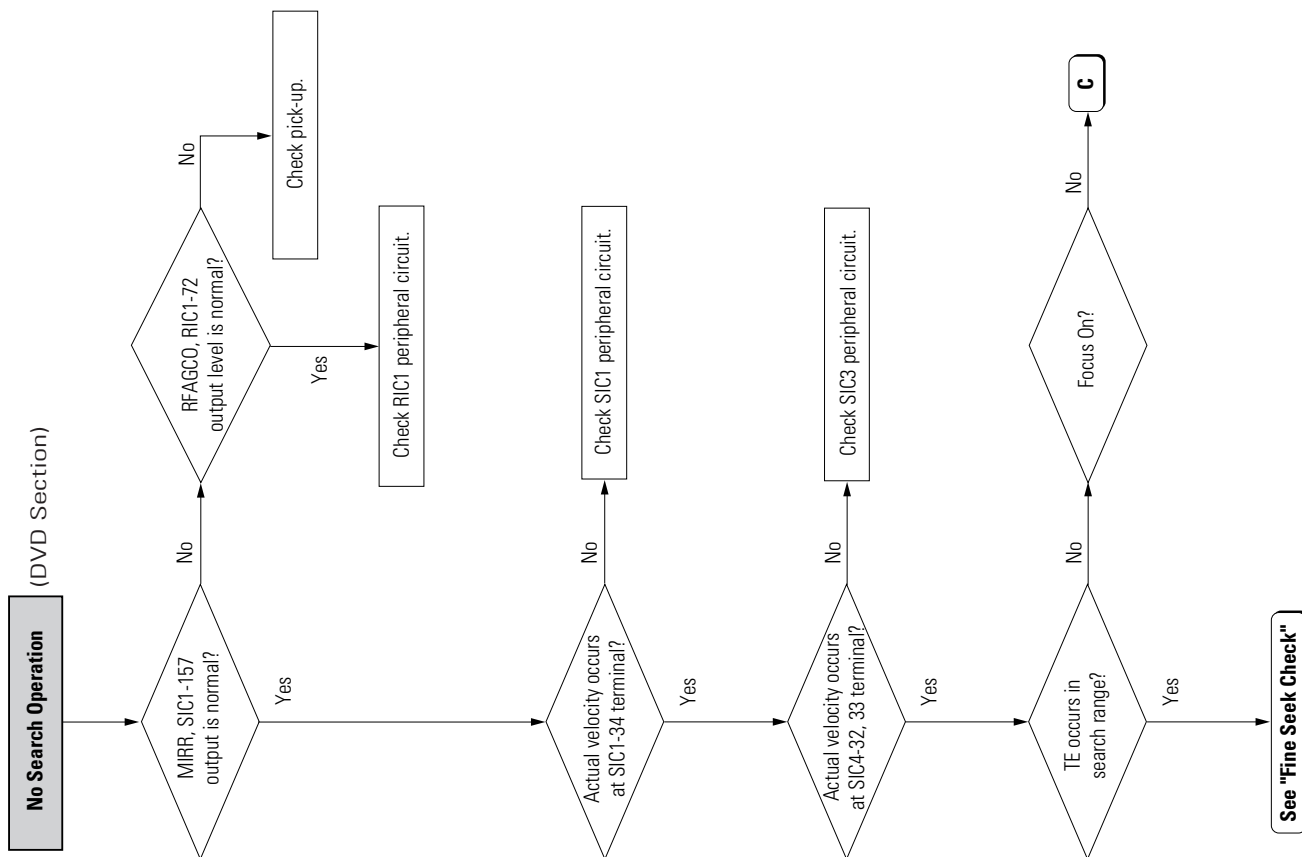 No Search Operation
(DVD Section)
MIRR, SIC1-157
output is normal?
No
Yes
RFAGCO, RIC1-72
output level is normal?
No
Yes
Check pick-up.
Check RIC1 peripheral circuit.
Actual velocity occurs
at SIC1-34 terminal?
No
Yes
Check SIC1 peripheral circuit.
Actual velocity occurs
at SIC4-32, 33 terminal?
No
Yes
Check SIC3 peripheral circuit.
TE occurs in
search range?
No
Yes
Focus On?
No
C
See "Fine Seek Check"